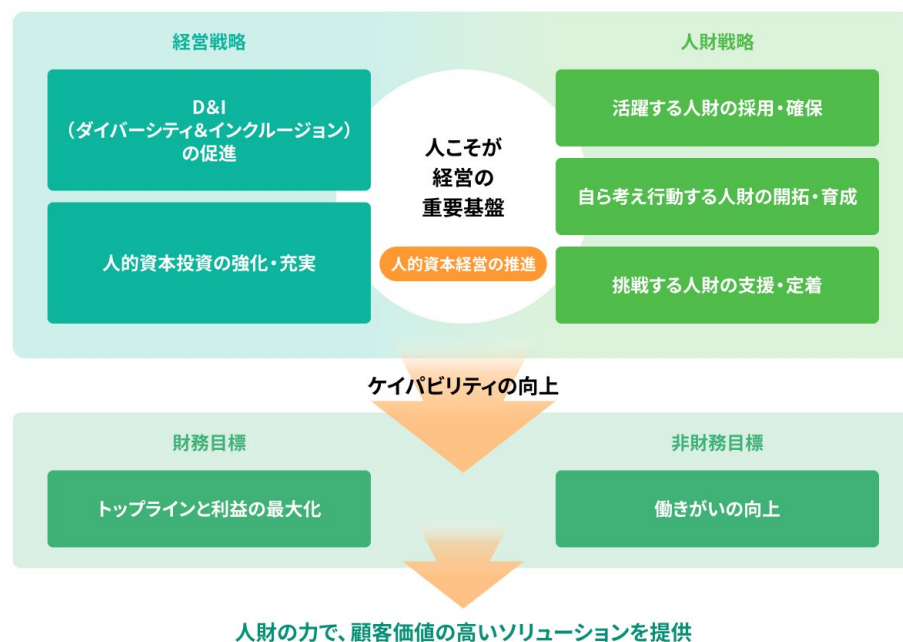 経営戦略
D&I
（ダイバーシティ&インクルージョン）
の促進
人的資本投資の強化・充実
人こそが
経営の
重要基盤
人的資本経営の推進
人財戦略
活躍する人財の採用・確保
自ら考え行動する人財の開拓・育成
挑戦する人財の支援・定着
ケイパビリティの向上
財務目標
トップラインと利益の最大化
非財務目標
働きがいの向上
人財の力で、顧客価値の高いソリューションを提供